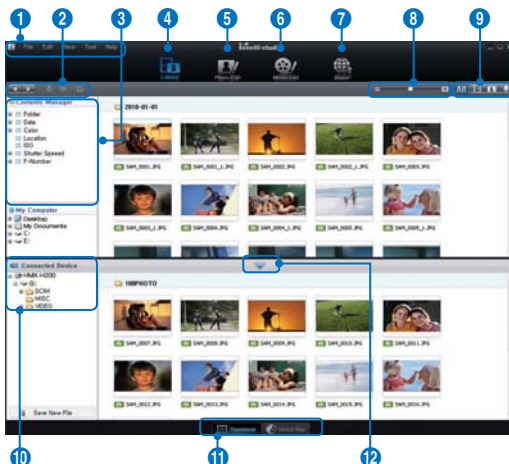 1 2 3 4 5 6 7 8 9
File Edit View Tool Help
Intelli-studio
Library Photo Edit Movie Edit Share
All
Contents Manager
Folder
Date
Color
Location
ISO
Shutter Speed
F-Number
My Computer
Desktop
My Documents
C:
E:
2010-01-01
SAM_0001.JPG SAM_0001_1.JPG SAM_0002.JPG SAM_0002_1.JPG SAM_0003.JPG
SAM_0003_1.JPG SAM_0004.JPG SAM_0004_1.JPG SAM_0005.JPG SAM_0005_1.JPG
Connected Device
HMX-H200
G:
DCIM
MISC
VIDEO
100PHOTO
SAM_0007.JPG SAM_0008.JPG SAM_0009.JPG SAM_0010.JPG SAM_0011.JPG
SAM_0012.JPG SAM_0013.JPG SAM_0014.JPG SAM_0015.JPG SAM_0016.JPG
Save New File
Thumbnail Global Map
10 11 12